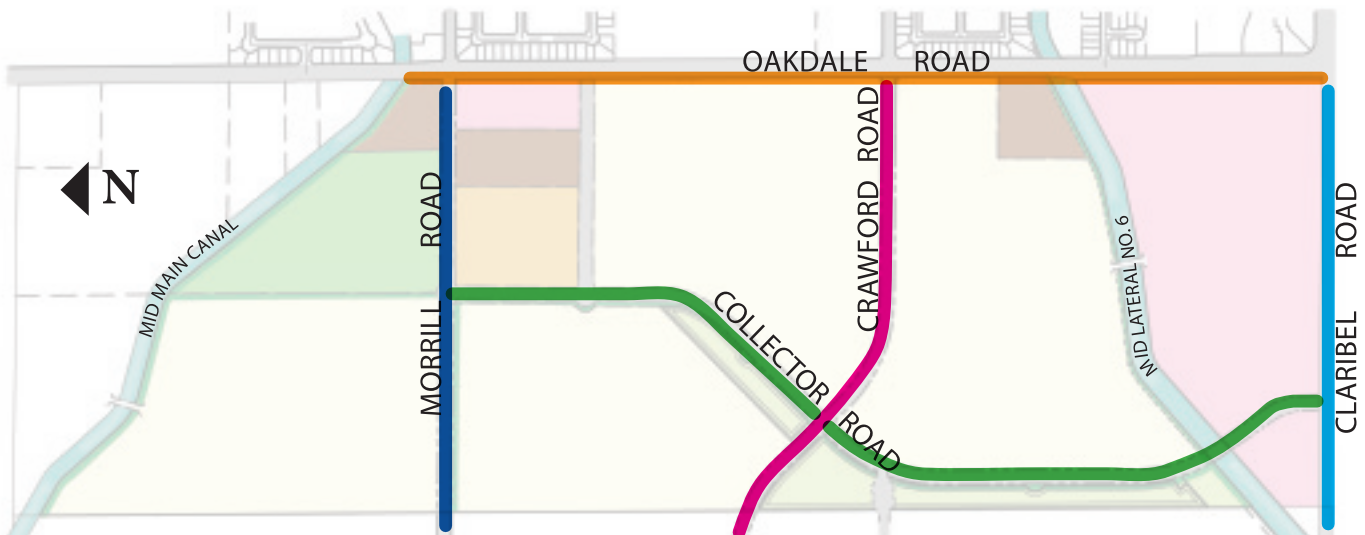 OAKDALE ROAD
N
MID MAIN CANAL
MORRILL ROAD
COLLECTOR ROAD
CRAWFORD ROAD
MID LATERAL NO. 6
CLARIBEL ROAD